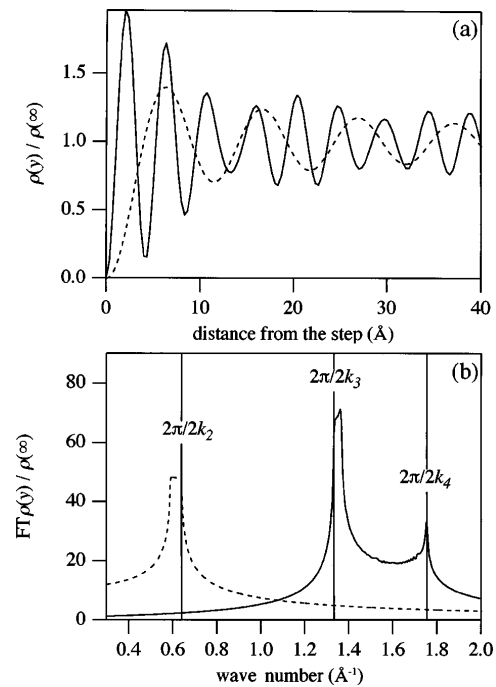 (a)
1.5
1.0
0.5
0.0
ρ(y) / ρ(∞)
0 10 20 30 40
distance from the step (Å)
(b)
80
60
40
20
0
FTρ(y) / ρ(∞)
2π/2k₃
2π/2k₂
2π/2k₄
0.4 0.6 0.8 1.0 1.2 1.4 1.6 1.8 2.0
wave number (Å⁻¹)